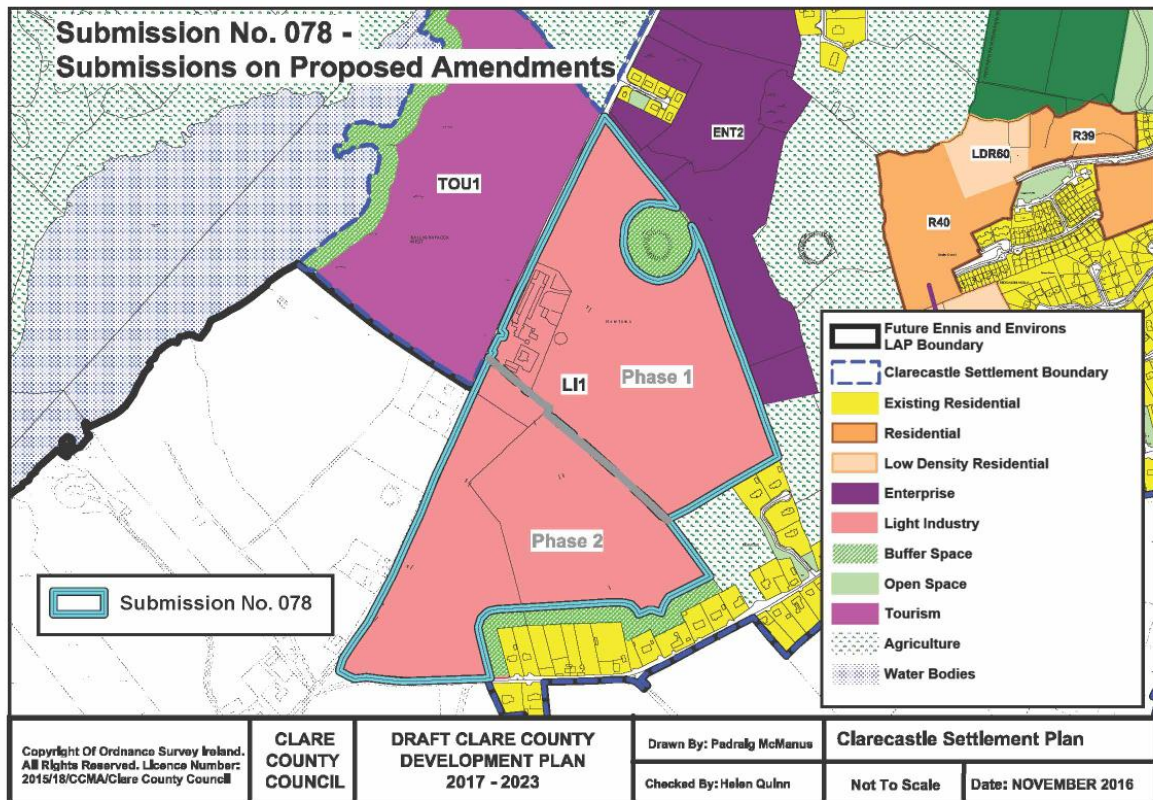 Submission No. 078 -
Submissions on Proposed Amendments
ENT2
R39
LDR60
TOU1
R40
LI1
Phase 1
Phase 2
Future Ennis and Environs
LAP Boundary
Clarecastle Settlement Boundary
Existing Residential
Residential
Low Density Residential
Enterprise
Light Industry
Buffer Space
Open Space
Tourism
Agriculture
Water Bodies
Submission No. 078
Copyright Of Ordnance Survey Ireland.
All Rights Reserved. Licence Number:
2015/18/CCMA/Clare County Council
CLARE
COUNTY
COUNCIL
DRAFT CLARE COUNTY
DEVELOPMENT PLAN
2017 - 2023
Drawn By: Padraig McManus
Checked By: Helen Quinn
Clarecastle Settlement Plan
Not To Scale
Date: NOVEMBER 2016